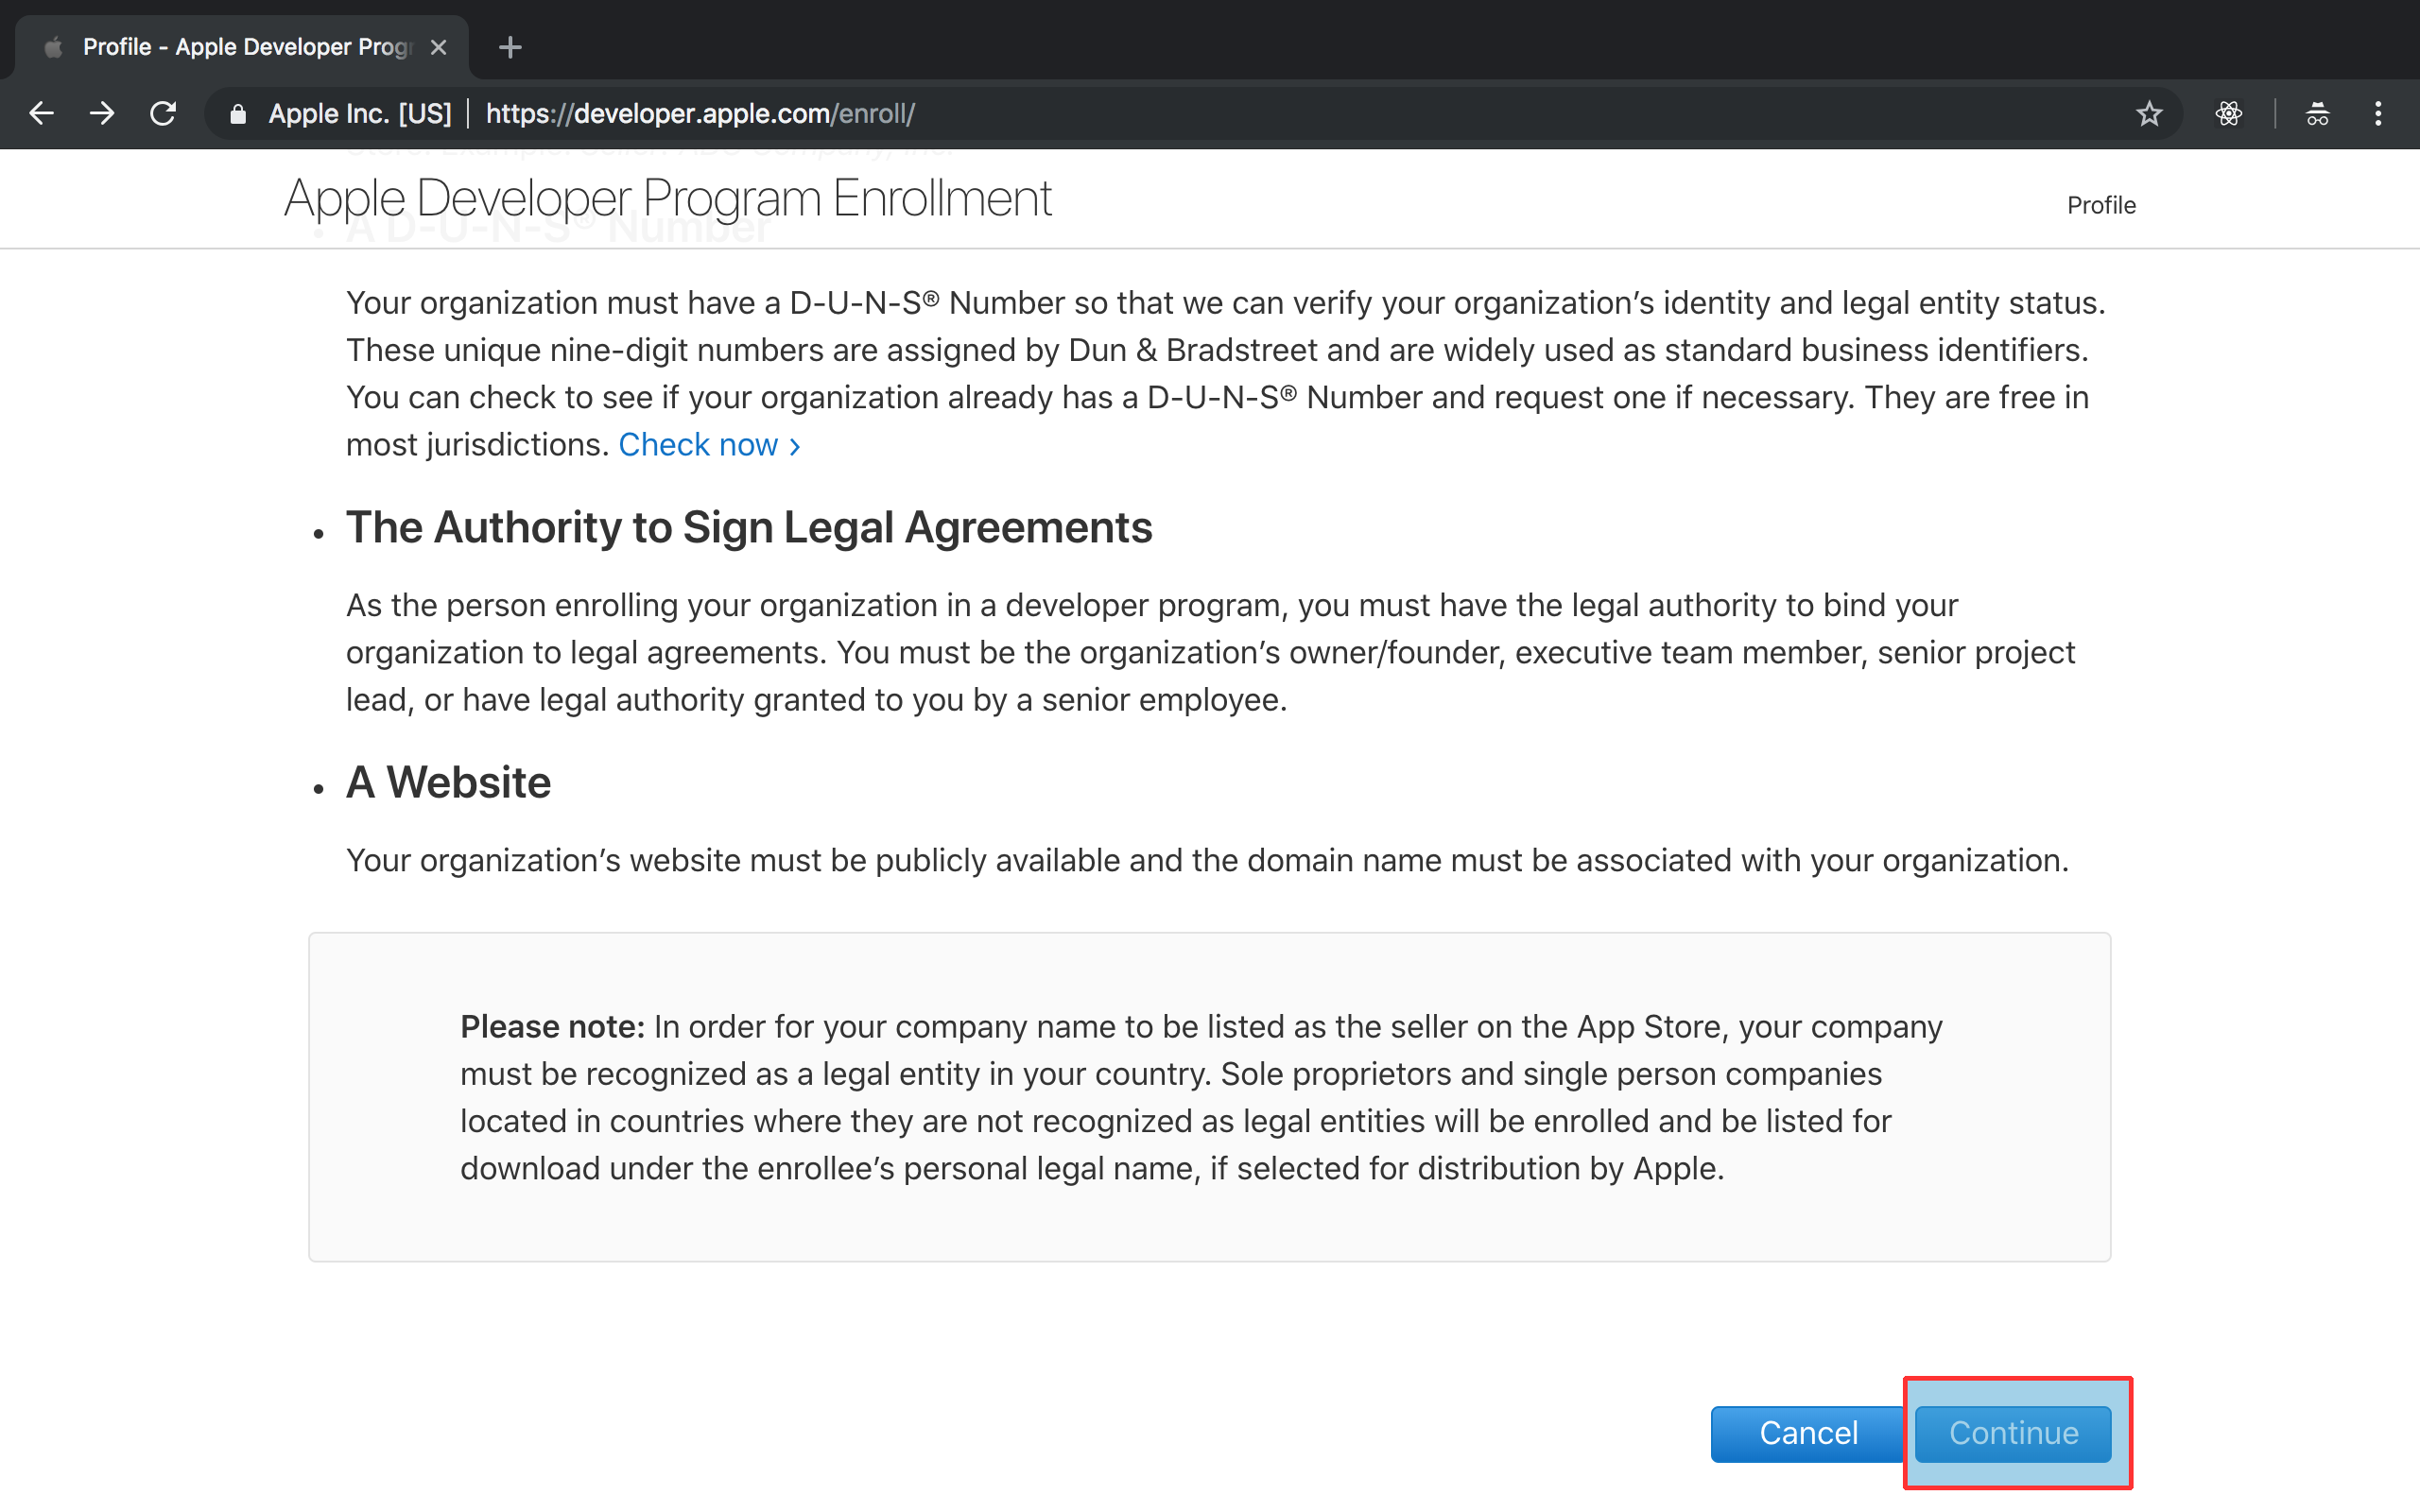 Profile - Apple Developer Progr
Apple Inc. [US] | https://developer.apple.com/enroll/
Store. Example: Seller: ABC Company, Inc.
Apple Developer Program Enrollment
Profile
• A D-U-N-S® Number
Your organization must have a D-U-N-S® Number so that we can verify your organization’s identity and legal entity status.
These unique nine-digit numbers are assigned by Dun & Bradstreet and are widely used as standard business identifiers.
You can check to see if your organization already has a D-U-N-S® Number and request one if necessary. They are free in
most jurisdictions. Check now ›
• The Authority to Sign Legal Agreements
As the person enrolling your organization in a developer program, you must have the legal authority to bind your
organization to legal agreements. You must be the organization’s owner/founder, executive team member, senior project
lead, or have legal authority granted to you by a senior employee.
• A Website
Your organization’s website must be publicly available and the domain name must be associated with your organization.
Please note: In order for your company name to be listed as the seller on the App Store, your company
must be recognized as a legal entity in your country. Sole proprietors and single person companies
located in countries where they are not recognized as legal entities will be enrolled and be listed for
download under the enrollee’s personal legal name, if selected for distribution by Apple.
Cancel
Continue